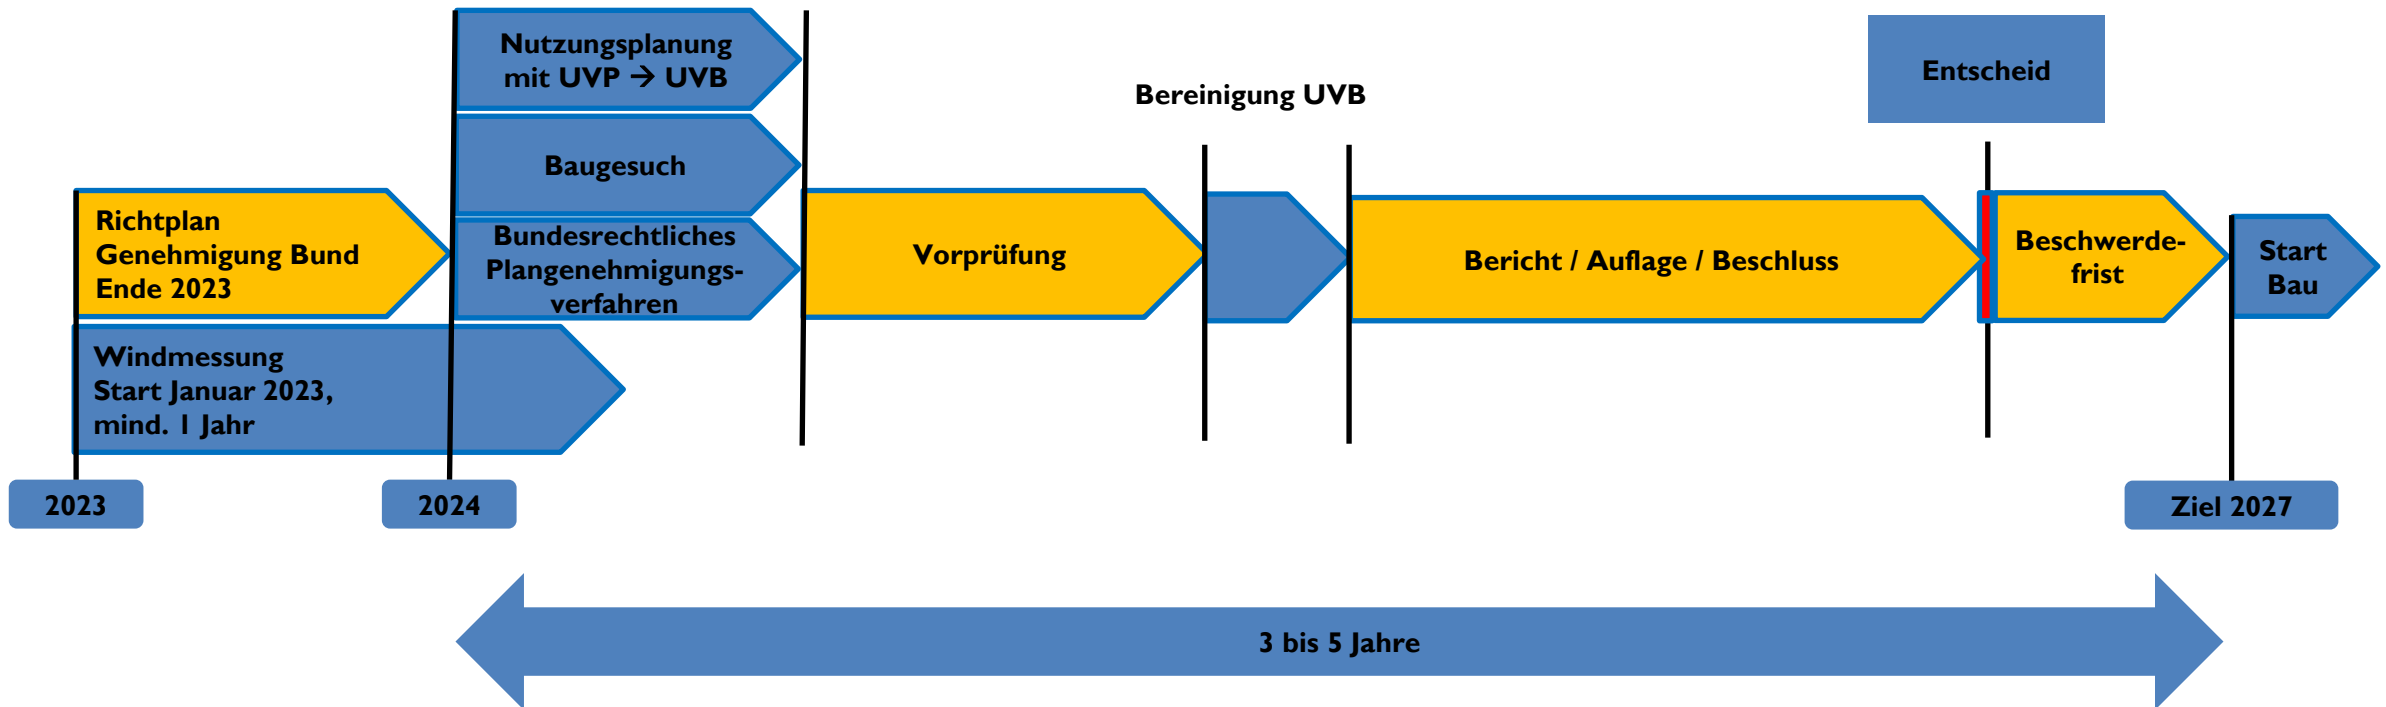 Nutzungsplanung
mit UVP → UVB
Baugesuch
Bundesrechtliches
Plangenehmigungs-
verfahren
Richtplan
Genehmigung Bund
Ende 2023
Windmessung
Start Januar 2023,
mind. 1 Jahr
Vorprüfung
Bereinigung UVB
Bericht / Auflage / Beschluss
Entscheid
Beschwerde-
frist
Start
Bau
2023
2024
Ziel 2027
3 bis 5 Jahre